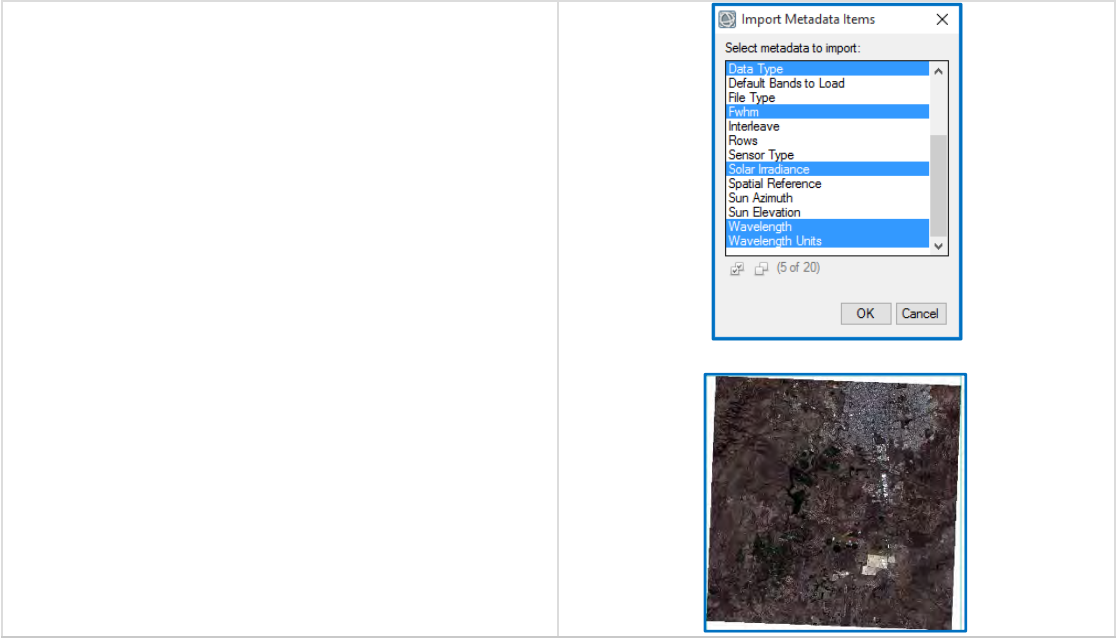 Import Metadata Items
Select metadata to import:
Data Type
Default Bands to Load
File Type
Fwhm
Interleave
Rows
Sensor Type
Solar Irradiance
Spatial Reference
Sun Azimuth
Sun Elevation
Wavelength
Wavelength Units
(5 of 20)
OK Cancel